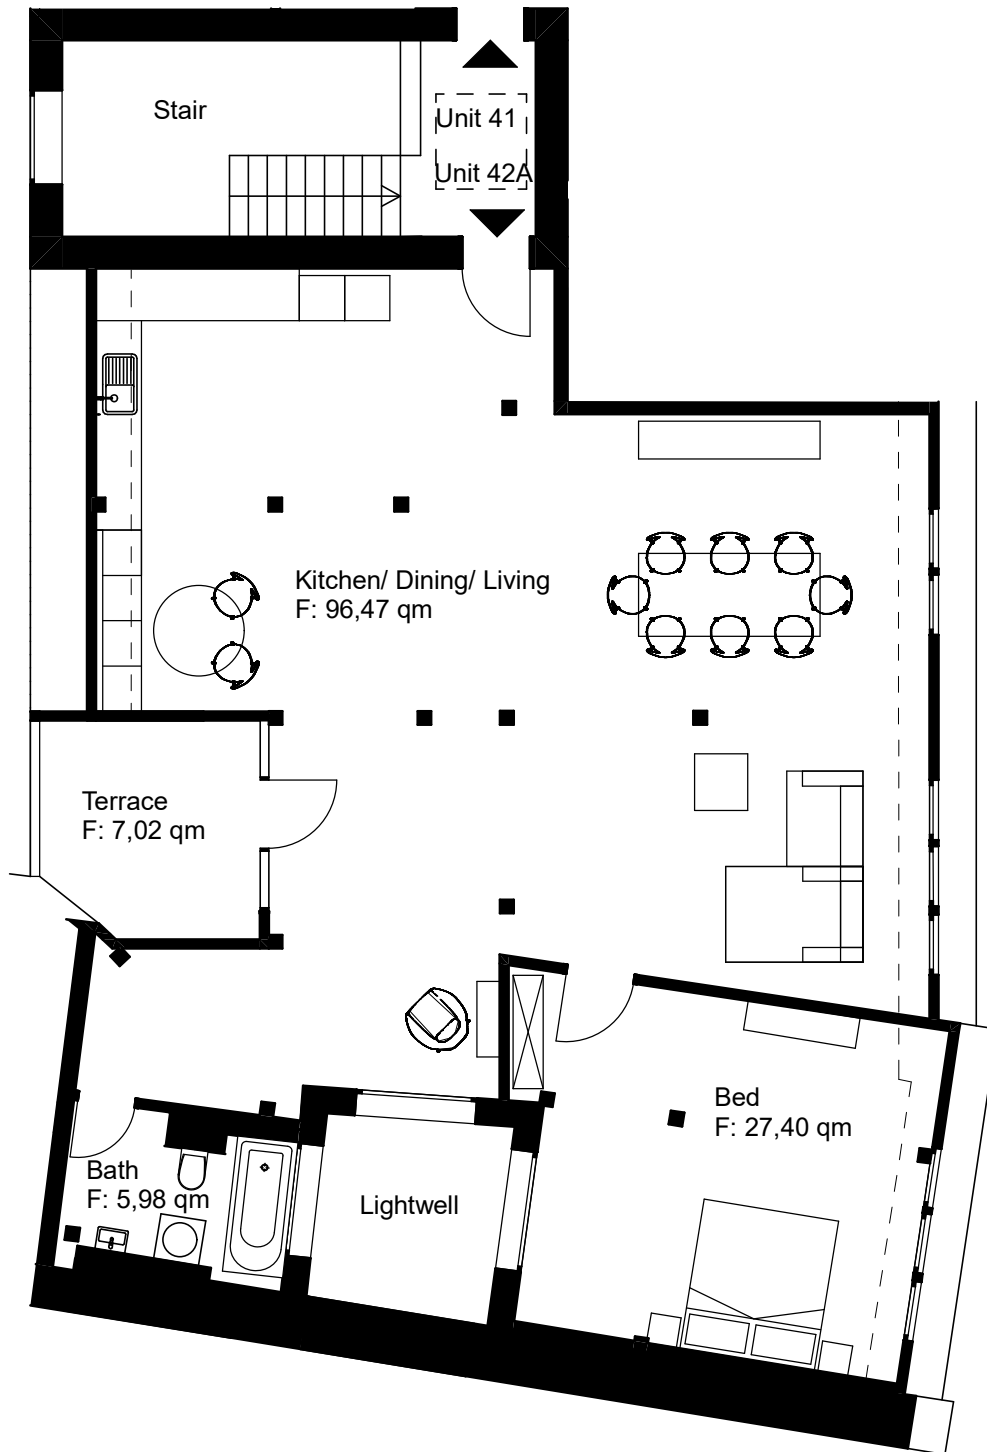 Stair
Unit 41
Unit 42A
Kitchen/ Dining/ Living
F: 96,47 qm
Terrace
F: 7,02 qm
Bed
F: 27,40 qm
Bath
F: 5,98 qm
Lightwell